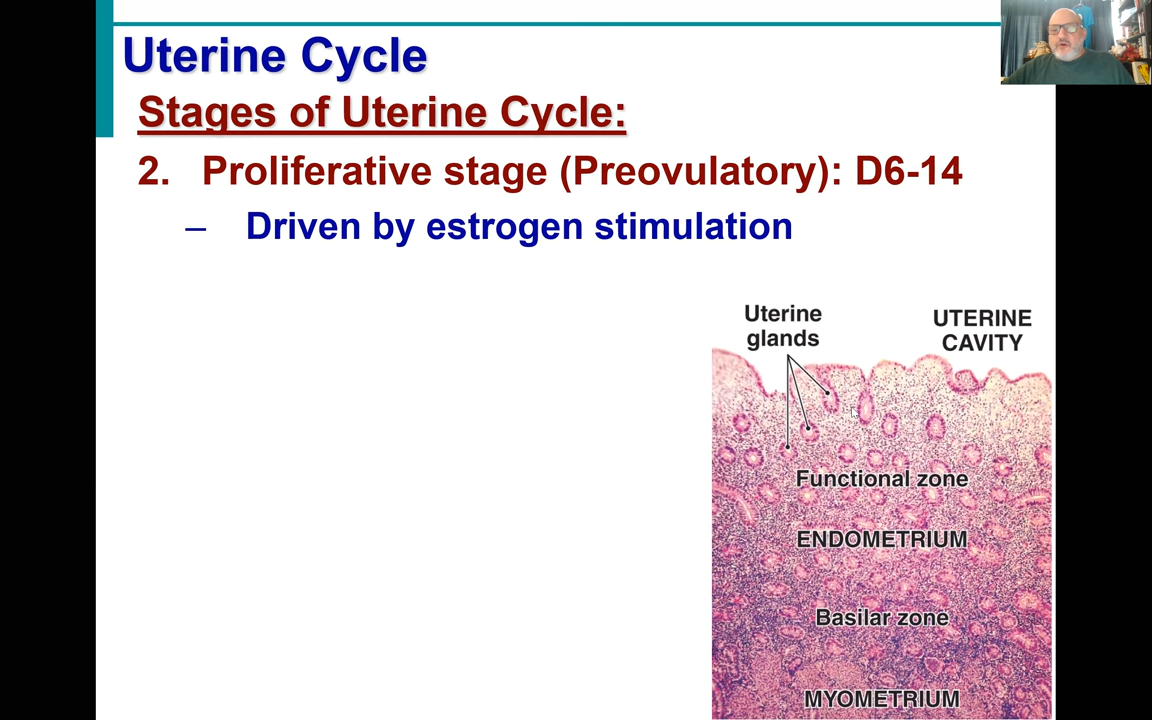 Uterine Cycle
Stages of Uterine Cycle:
2. Proliferative stage (Preovulatory): D6-14
– Driven by estrogen stimulation
Uterine
glands
UTERINE
CAVITY
Functional zone
ENDOMETRIUM
Basilar zone
MYOMETRIUM